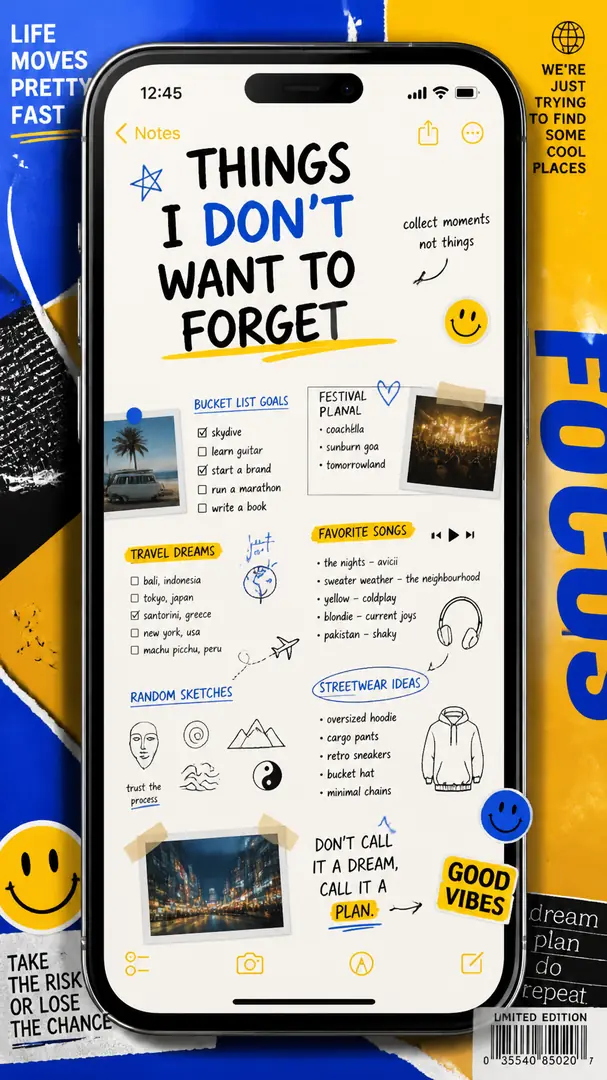 LIFE
MOVES
PRETTY
FAST
WE'RE
JUST
TRYING
TO FIND
SOME
COOL
PLACES
12:45
Notes
THINGS
I DON'T
WANT TO
FORGET
collect moments
not things
BUCKET LIST GOALS
skydive
learn guitar
start a brand
run a marathon
write a book
FESTIVAL
PLANAL
• coachella
• sunburn goa
• tomorrowland
TRAVEL DREAMS
bali, indonesia
tokyo, japan
santorini, greece
new york, usa
machu picchu, peru
FAVORITE SONGS
• the nights – avicii
• sweater weather – the neighbourhood
• yellow – coldplay
• blondie – current joys
• pakistan – shaky
RANDOM SKETCHES
trust the
process
STREETWEAR IDEAS
• oversized hoodie
• cargo pants
• retro sneakers
• bucket hat
• minimal chains
DON'T CALL
IT A DREAM,
CALL IT A
PLAN.
GOOD
VIBES
FOCUS
TAKE
THE RISK
OR LOSE
THE CHANCE
dream
plan
do
repeat.
LIMITED EDITION
0 35540 85020 7